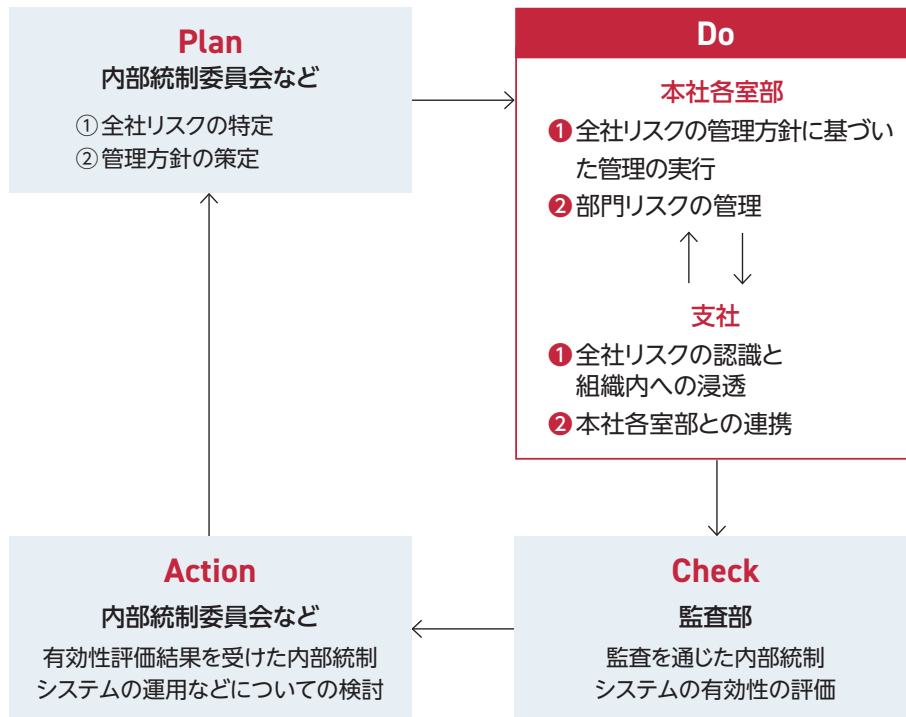 Plan
内部統制委員会など
①全社リスクの特定
②管理方針の策定
Do
本社各室部
❶全社リスクの管理方針に基づい
た管理の実行
❷部門リスクの管理
支社
❶全社リスクの認識と
組織内への浸透
❷本社各室部との連携
Check
監査部
監査を通じた内部統制
システムの有効性の評価
Action
内部統制委員会など
有効性評価結果を受けた内部統制
システムの運用などについての検討